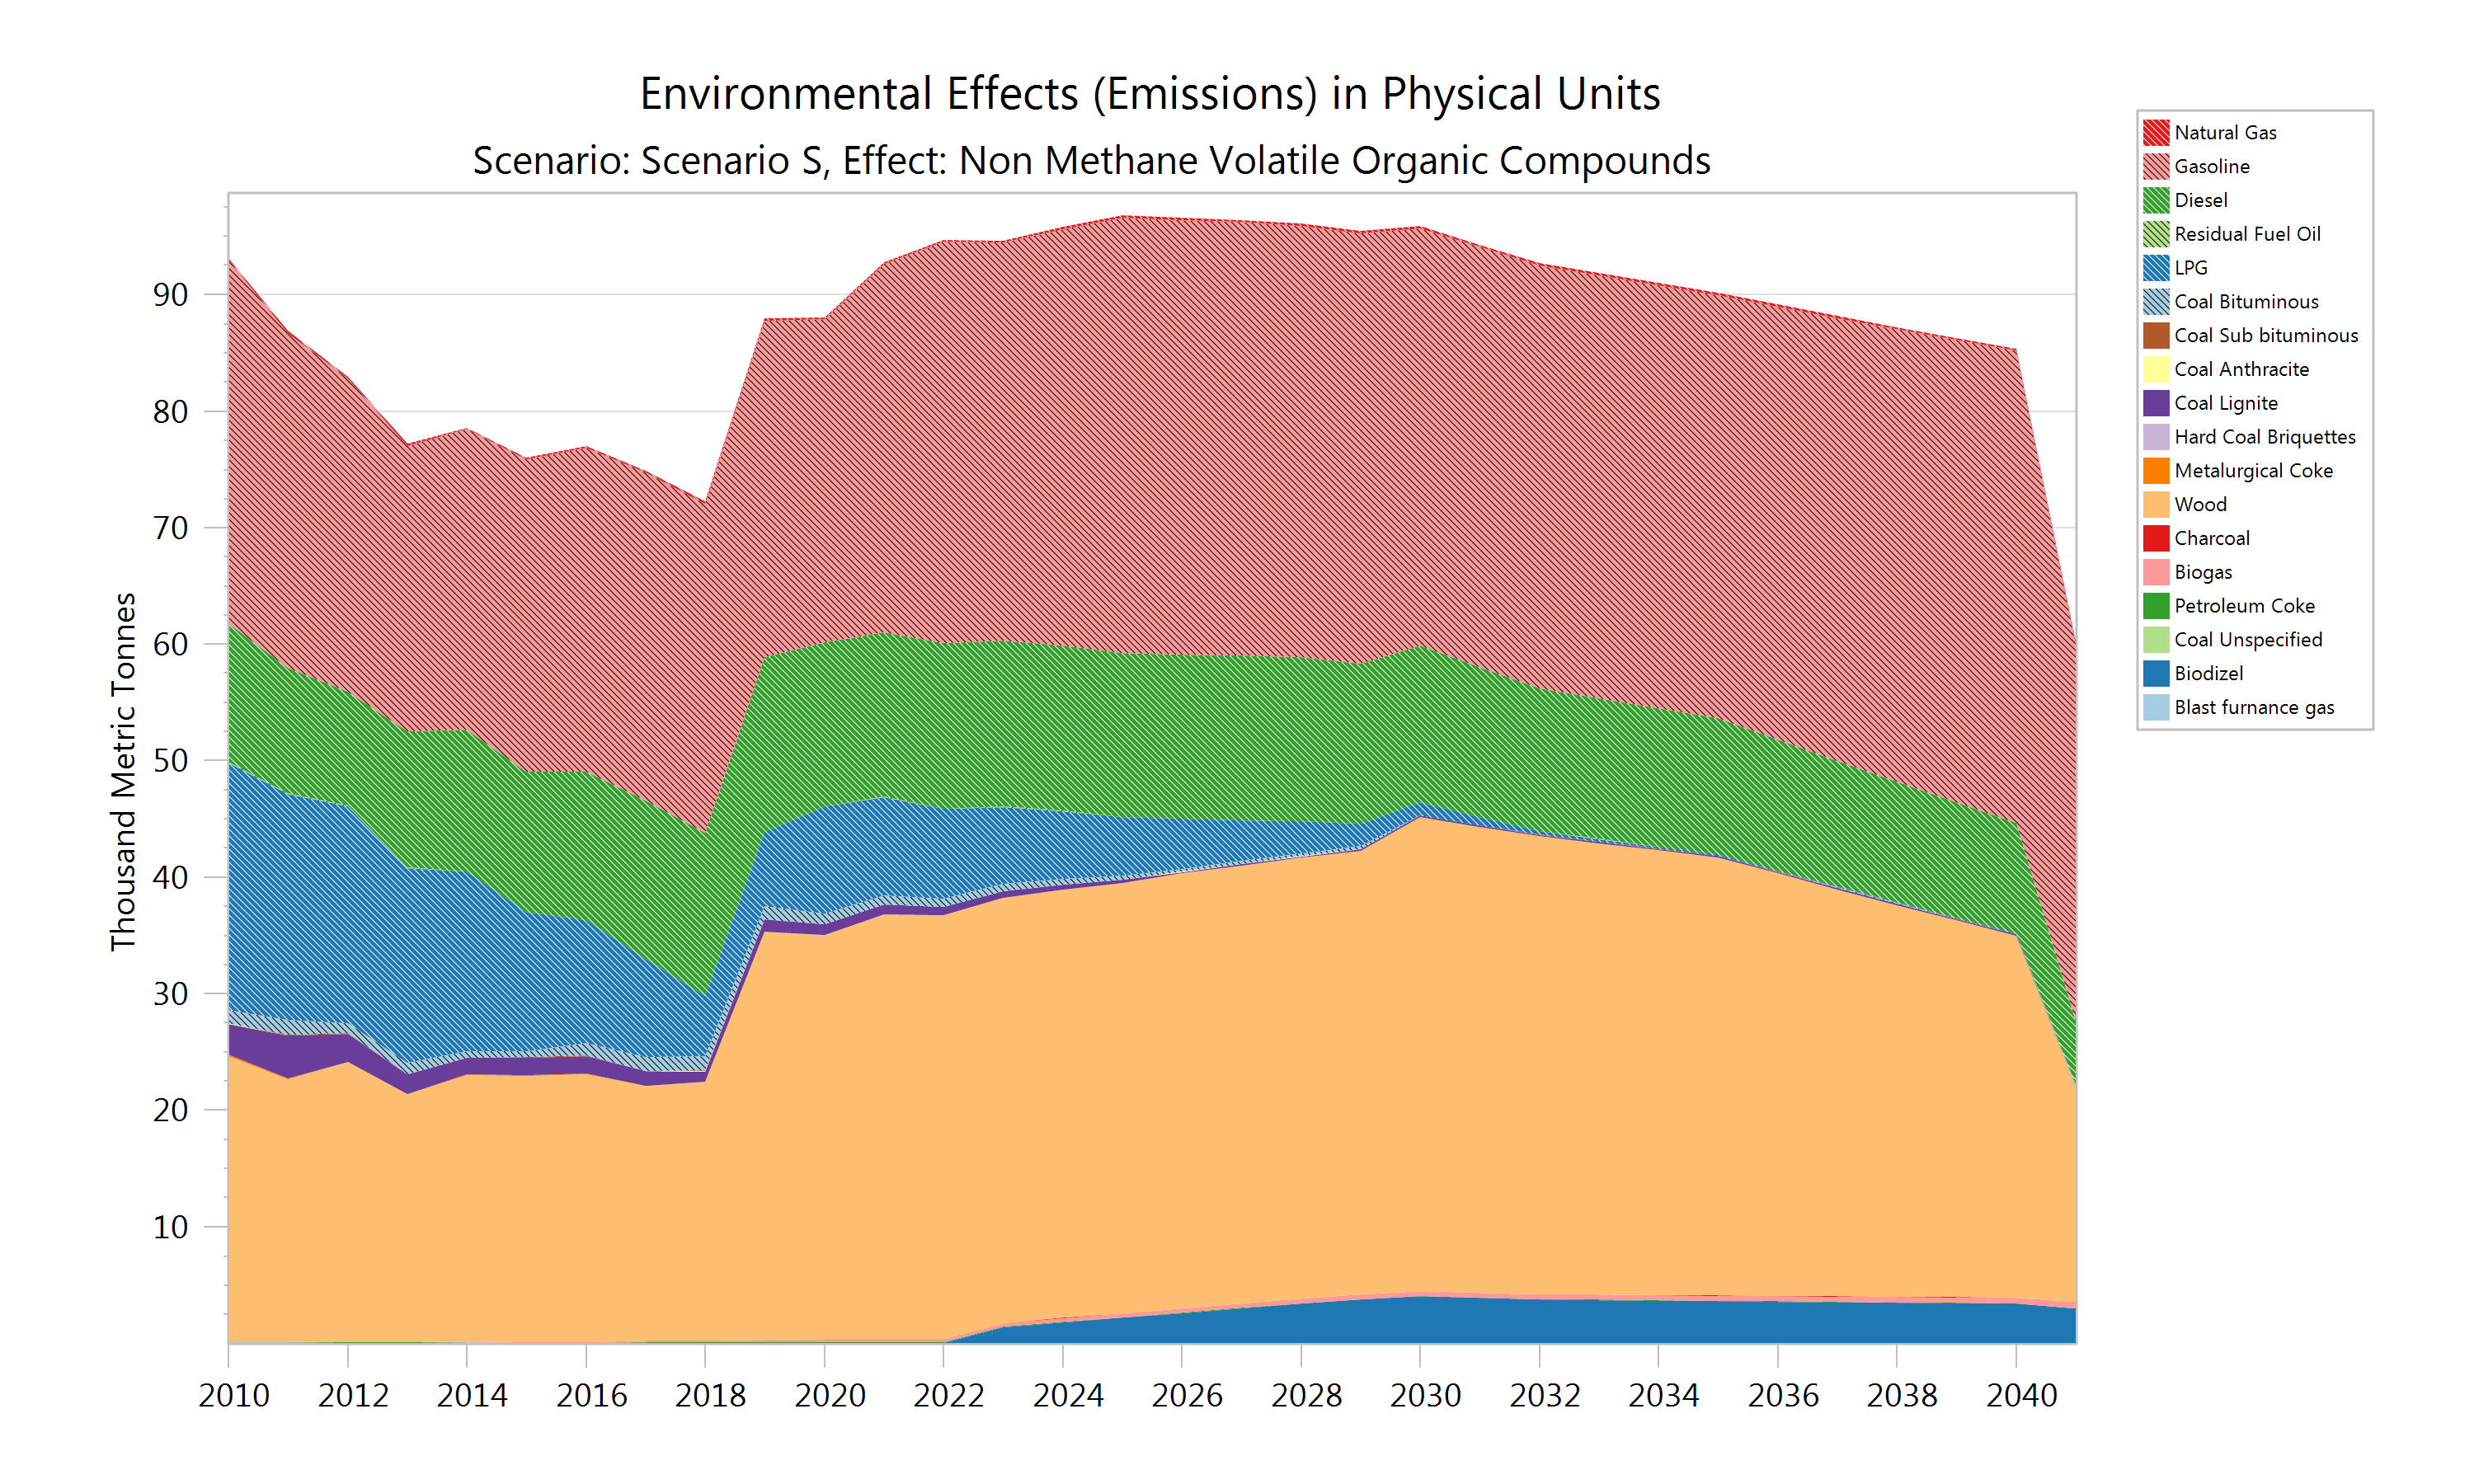 Environmental Effects (Emissions) in Physical Units
Scenario: Scenario S, Effect: Non Methane Volatile Organic Compounds
Thousand Metric Tonnes
90
80
70
60
50
40
30
20
10
2010 2012 2014 2016 2018 2020 2022 2024 2026 2028 2030 2032 2034 2036 2038 2040
Natural Gas
Gasoline
Diesel
Residual Fuel Oil
LPG
Coal Bituminous
Coal Sub bituminous
Coal Anthracite
Coal Lignite
Hard Coal Briquettes
Metalurgical Coke
Wood
Charcoal
Biogas
Petroleum Coke
Coal Unspecified
Biodizel
Blast furnance gas